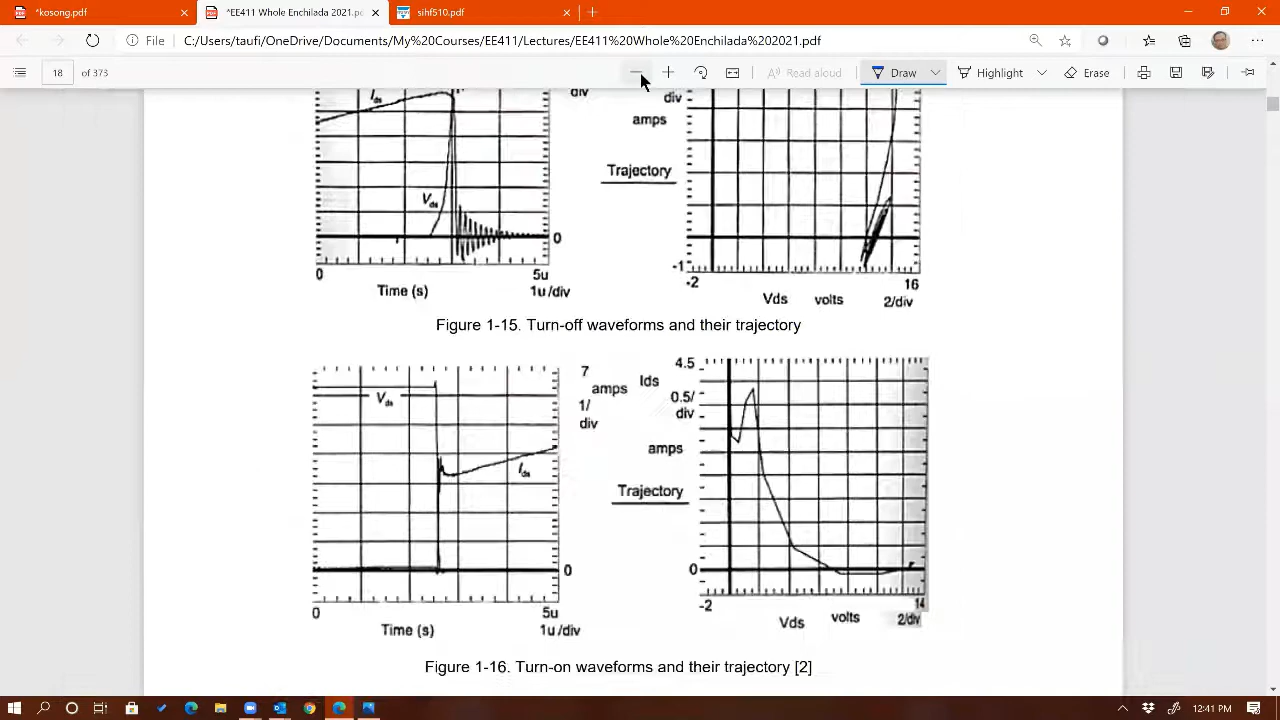 *kosong.pdf
*EE411 Whole Enchilada 2021.pd
sihf510.pdf
File
C:/Users/taufi/OneDrive/Documents/My%20Courses/EE411/Lectures/EE411%20Whole%20Enchilada%202021.pdf
18 of 373
Read aloud
Draw
Highlight
Erase
Ids
div
div
amps
Trajectory
Vds
0
-1
0
5u
-2
16
Time (s)
1u/div
Vds
volts
2/div
Figure 1-15. Turn-off waveforms and their trajectory
4.5
7
amps
Ids
Vds
0.5/
div
1/
div
amps
Ids
Trajectory
0
0
0
5u
-2
14
Time (s)
1u/div
Vds
volts
2/div
Figure 1-16. Turn-on waveforms and their trajectory [2]
12:41 PM